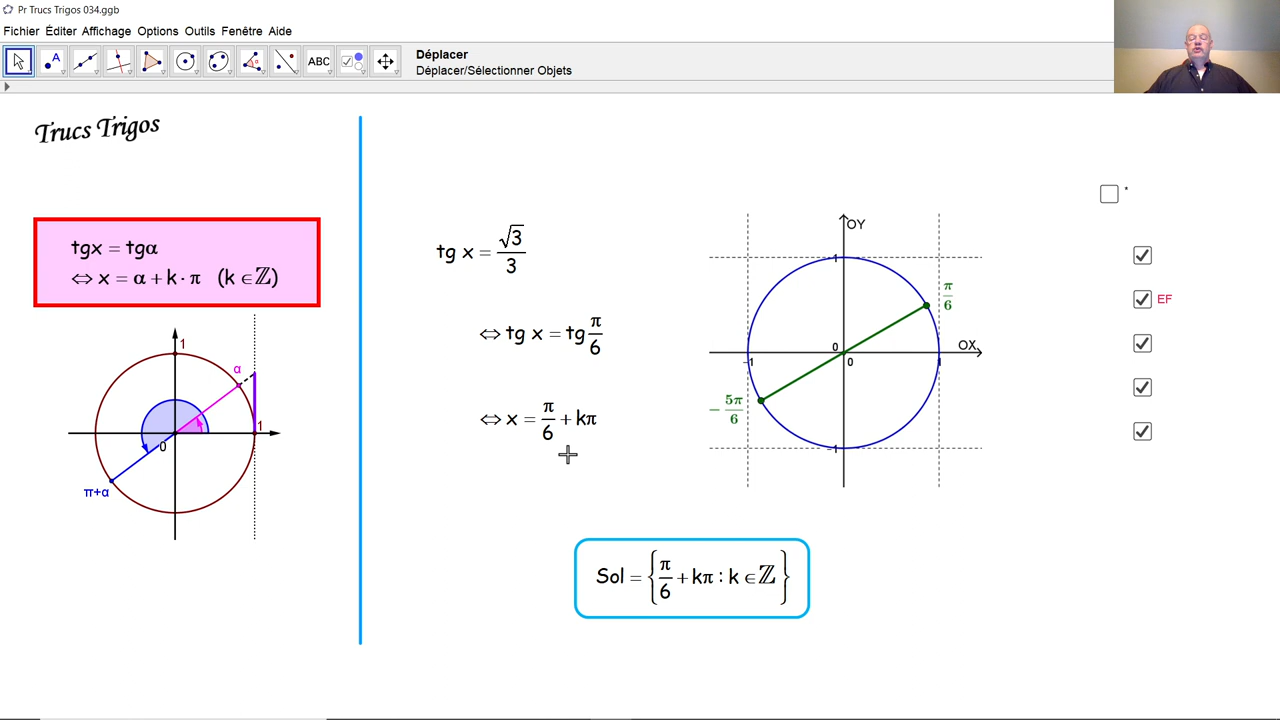 Pr Trucs Trigos 034.ggb
Fichier Éditer Affichage Options Outils Fenêtre Aide
A
ABC
Déplacer
Déplacer/Sélectionner Objets
Trucs Trigos
tgx = tgα
⇔ x = α + k · π (k ∈ ℤ)
1
α
1
0
π+α
tg x = √3/3
⇔ tg x = tg π/6
⇔ x = π/6 + kπ
OY
1
π/6
0
OX
−1
0
1
−5π/6
−1
Sol = {π/6 + kπ : k ∈ ℤ}
*
EF